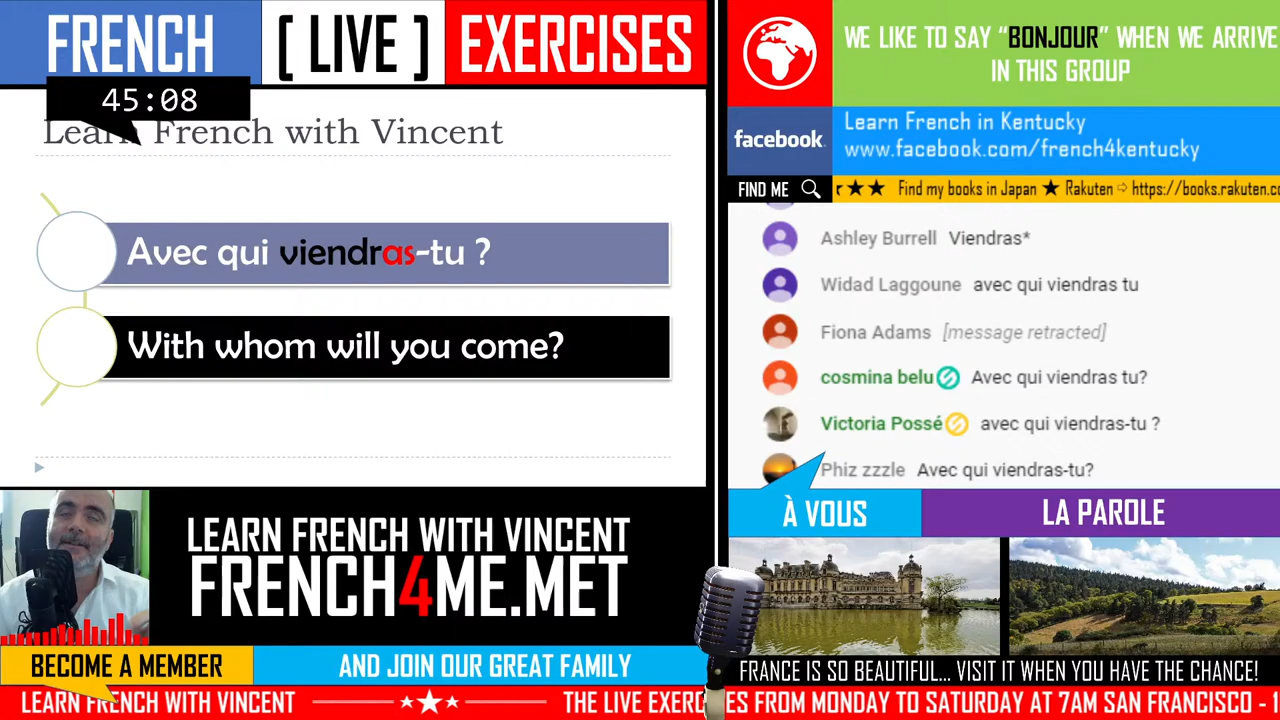 FRENCH
[ LIVE ]
EXERCISES
45:08
Learn French with Vincent
Avec qui viendras-tu ?
With whom will you come?
LEARN FRENCH WITH VINCENT
FRENCH4ME.MET
BECOME A MEMBER
AND JOIN OUR GREAT FAMILY
WE LIKE TO SAY “BONJOUR” WHEN WE ARRIVE
IN THIS GROUP
facebook.
Learn French in Kentucky
www.facebook.com/french4kentucky
FIND ME
★★ Find my books in Japan ★ Rakuten ⇨ https://books.rakuten.co
Ashley Burrell Viendras*
Widad Laggoune avec qui viendras tu
Fiona Adams [message retracted]
cosmina belu Avec qui viendras tu?
Victoria Possé avec qui viendras-tu ?
Phiz zzzle Avec qui viendras-tu?
À VOUS
LA PAROLE
FRANCE IS SO BEAUTIFUL... VISIT IT WHEN YOU HAVE THE CHANCE!
LEARN FRENCH WITH VINCENT ★★★ THE LIVE EXERCISES FROM MONDAY TO SATURDAY AT 7AM SAN FRANCISCO - 1